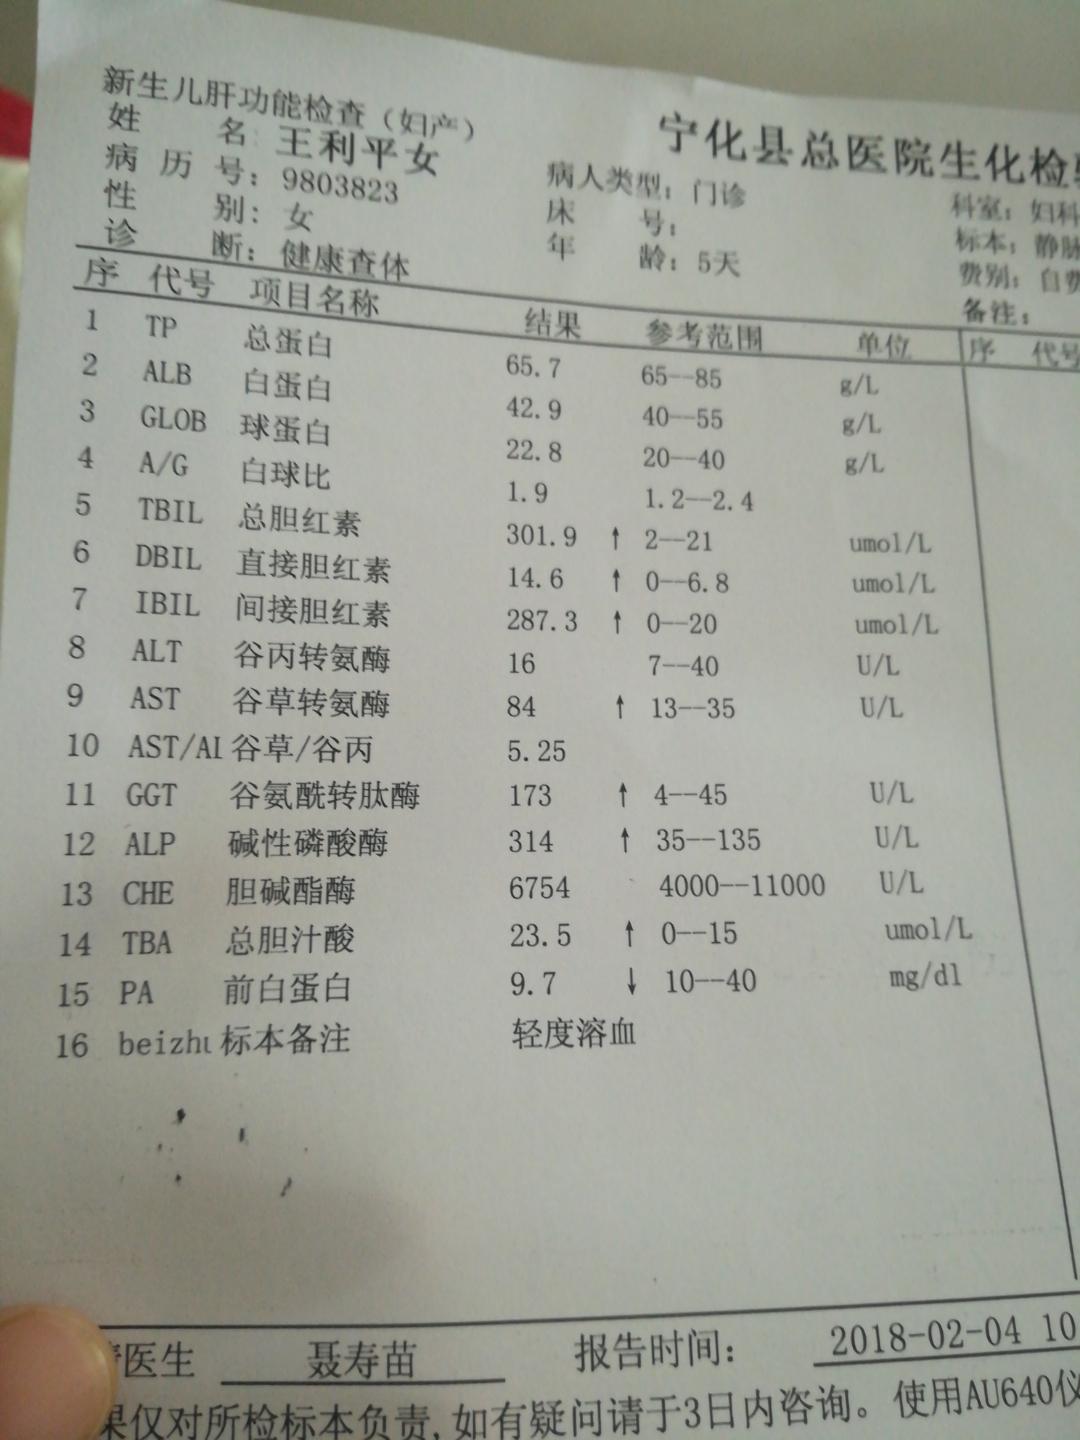 新生儿肝功能检查（妇产）
宁化县总医院生化检
姓 名 王利平女
病历号：9803823 病人类型：门诊 科室：妇科
性 别：女 床 号： 标本：静脉
诊 断：健康查体 年 龄：5天 费别：自费
备注：
序 代号 项目名称 结果 参考范围 单位 序 代号
1 TP 总蛋白 65.7 65--85 g/L
2 ALB 白蛋白 42.9 40--55 g/L
3 GLOB 球蛋白 22.8 20--40 g/L
4 A/G 白球比 1.9 1.2--2.4
5 TBIL 总胆红素 301.9 ↑ 2--21 umol/L
6 DBIL 直接胆红素 14.6 ↑ 0--6.8 umol/L
7 IBIL 间接胆红素 287.3 ↑ 0--20 umol/L
8 ALT 谷丙转氨酶 16 7--40 U/L
9 AST 谷草转氨酶 84 ↑ 13--35 U/L
10 AST/AL 谷草/谷丙 5.25
11 GGT 谷氨酰转肽酶 173 ↑ 4--45 U/L
12 ALP 碱性磷酸酶 314 ↑ 35--135 U/L
13 CHE 胆碱酯酶 6754 4000--11000 U/L
14 TBA 总胆汁酸 23.5 ↑ 0--15 umol/L
15 PA 前白蛋白 9.7 ↓ 10--40 mg/dl
16 beizhu 标本备注 轻度溶血
医生 聂寿苗 报告时间： 2018-02-04 10
果仅对所检标本负责,如有疑问请于3日内咨询。使用AU640仪